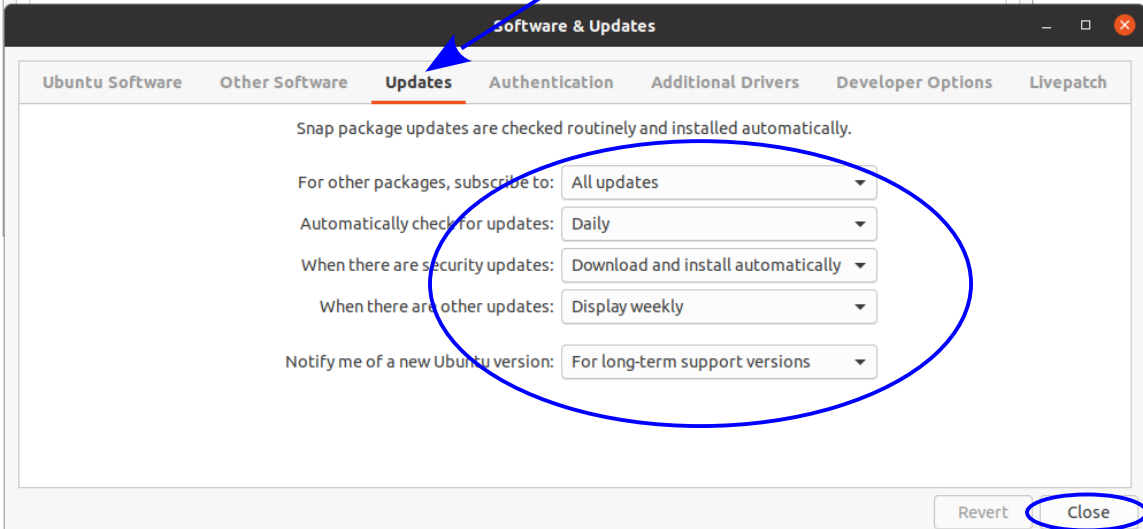 Software & Updates
Ubuntu Software Other Software Updates Authentication Additional Drivers Developer Options Livepatch
Snap package updates are checked routinely and installed automatically.
For other packages, subscribe to: All updates
Automatically check for updates: Daily
When there are security updates: Download and install automatically
When there are other updates: Display weekly
Notify me of a new Ubuntu version: For long-term support versions
Revert Close